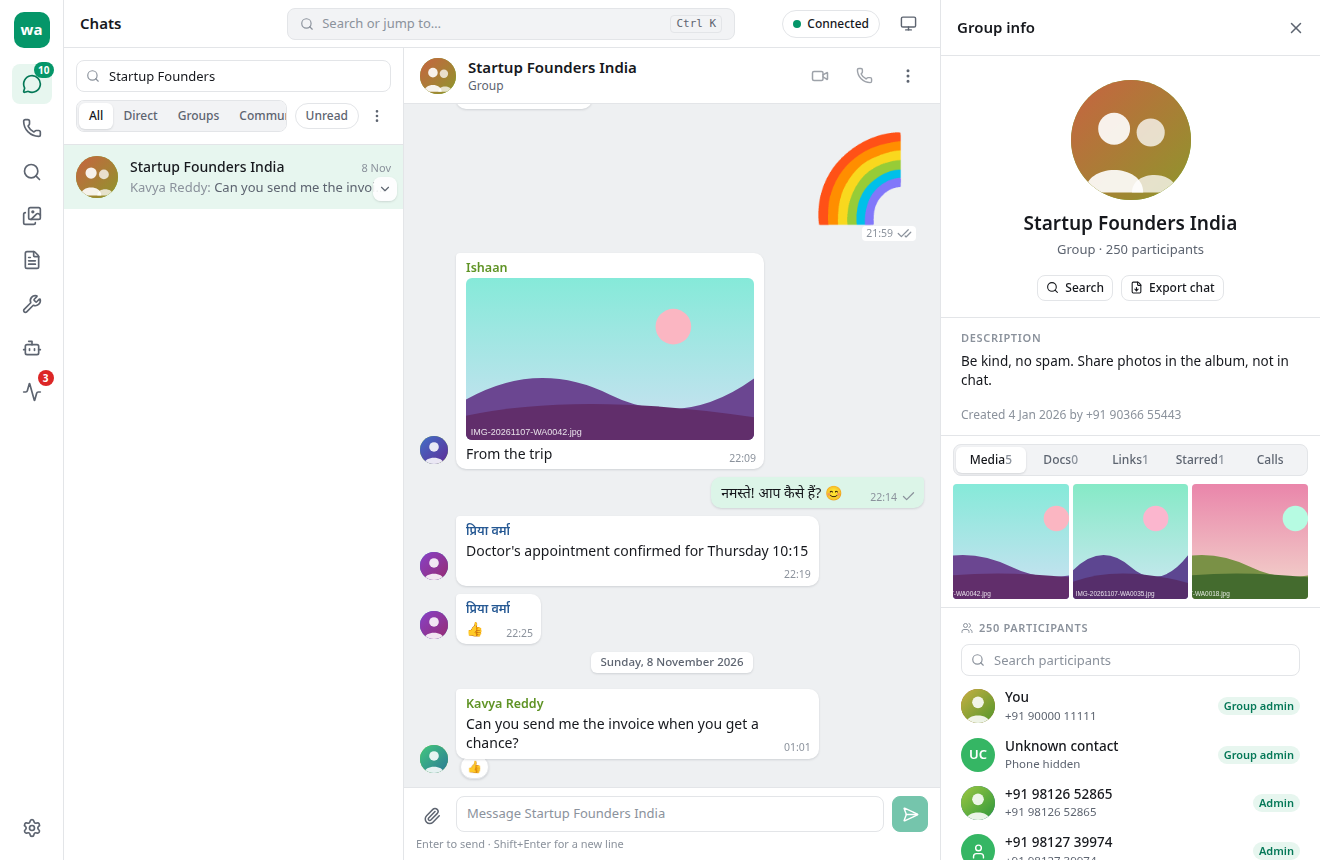 wa
Chats
Search or jump to...
Ctrl K
Connected
10
3
Startup Founders
All
Direct
Groups
Unread
Startup Founders India
8 Nov
Kavya Reddy: Can you send me the
Startup Founders India
Group
21:59
Ishaan
IMG-20261107-WA0042.jpg
From the trip
22:09
नमस्ते! आप कैसे हैं? 😊
22:14
प्रिया वर्मा
Doctor's appointment confirmed for Thursday 10:15
22:19
प्रिया वर्मा
👍
22:25
Sunday, 8 November 2026
Kavya Reddy
Can you send me the invoice when you get a
chance?
01:01
👍
Message Startup Founders India
Enter to send · Shift+Enter for a new line
Group info
Startup Founders India
Group · 250 participants
Search
Export chat
DESCRIPTION
Be kind, no spam. Share photos in the album, not in
chat.
Created 4 Jan 2026 by +91 90366 55443
Media5
Docs0
Links1
Starred1
Calls
-WA0042.jpg
IMG-20261107-WA0035.jpg
-WA0018.jpg
250 PARTICIPANTS
Search participants
You
+91 90000 11111
Group admin
UC
Unknown contact
Phone hidden
Group admin
+91 98126 52865
+91 98126 52865
Admin
+91 98127 39974
Admin